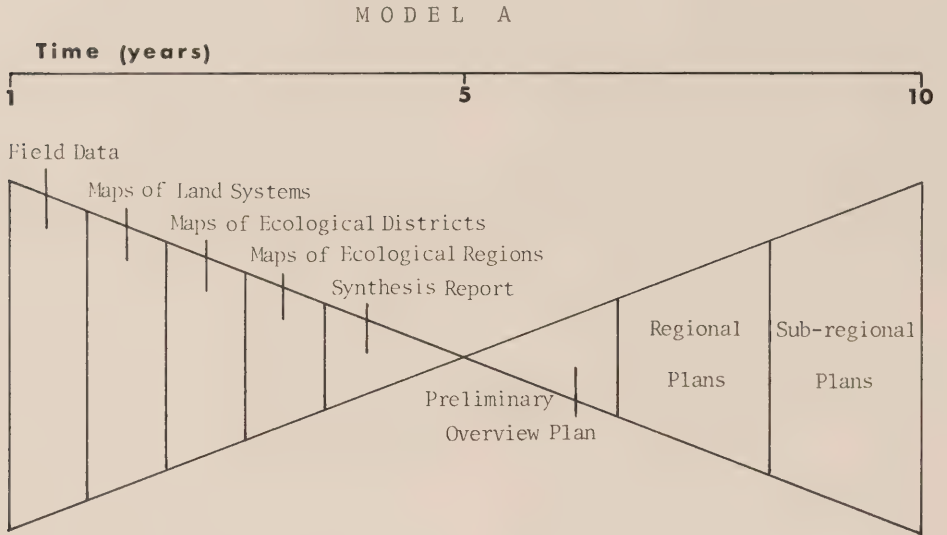 MODEL A
Time (years)
1 5 10
Field Data
Maps of Land Systems
Maps of Ecological Districts
Maps of Ecological Regions
Synthesis Report
Regional
Plans
Sub-regional
Plans
Preliminary
Overview Plan